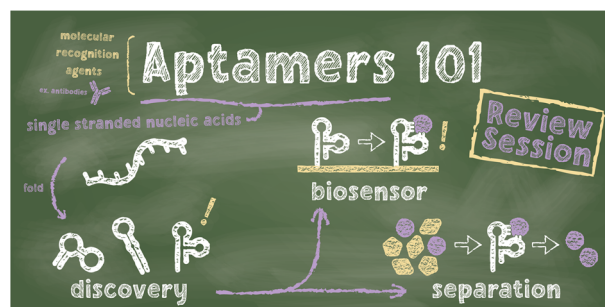 molecular
recognition
agents
ex. antibodies
Aptamers 101
single stranded nucleic acids
Review
Session
fold
!
biosensor
!
discovery
separation